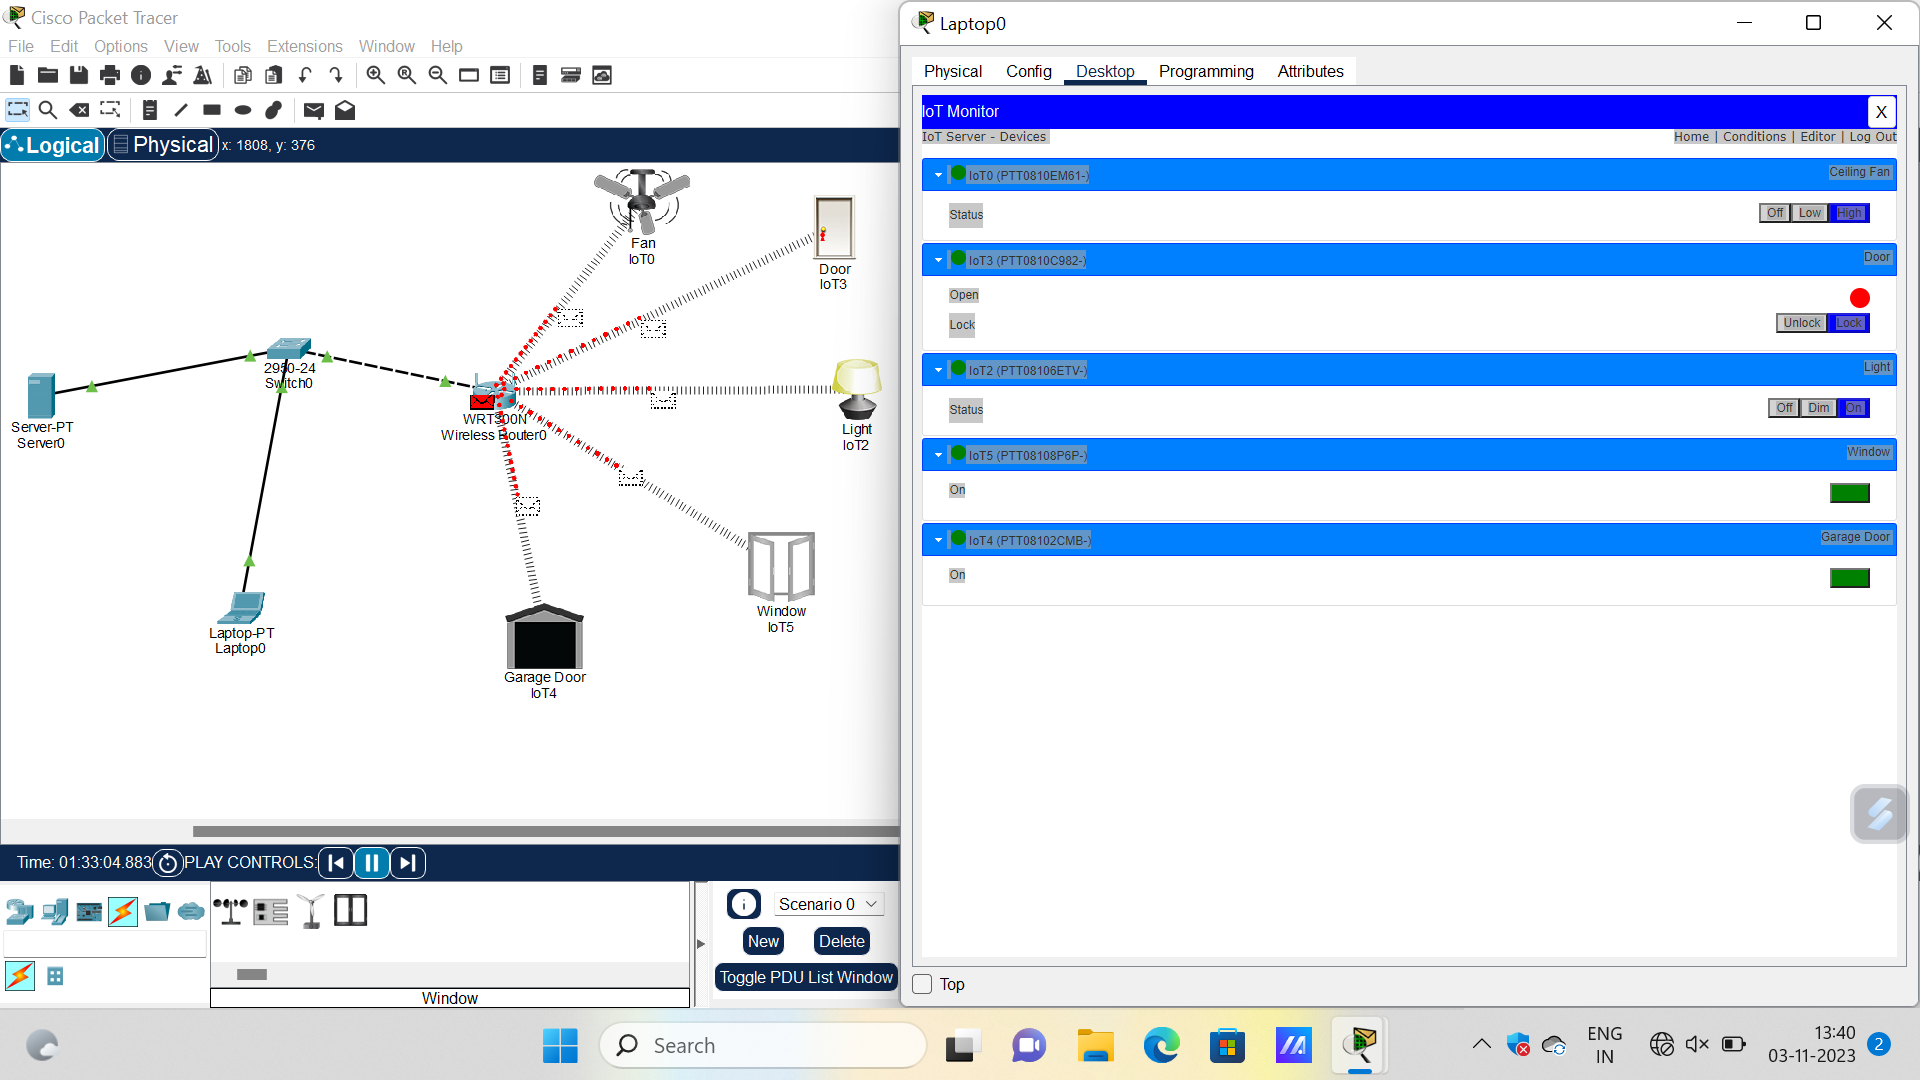 Cisco Packet Tracer
File Edit Options View Tools Extensions Window Help
Logical Physical x: 1808, y: 376
Fan
IoT0
Door
IoT3
2950-24
Switch0
Server-PT
Server0
WRT300N
Wireless Router0
Light
IoT2
Window
IoT5
Laptop-PT
Laptop0
Garage Door
IoT4
Time: 01:33:04.883 PLAY CONTROLS:
Scenario 0
New Delete
Toggle PDU List Window
Window
Laptop0
Physical Config Desktop Programming Attributes
IoT Monitor X
IoT Server - Devices Home | Conditions | Editor | Log Out
IoT0 (PTT0810EM61-) Ceiling Fan
Status Off Low High
IoT3 (PTT0810C982-) Door
Open
Lock Unlock Lock
IoT2 (PTT08106ETV-) Light
Status Off Dim On
IoT5 (PTT08108P6P-) Window
On
IoT4 (PTT08102CMB-) Garage Door
On
Top
Search
ENG
IN
13:40
03-11-2023
2